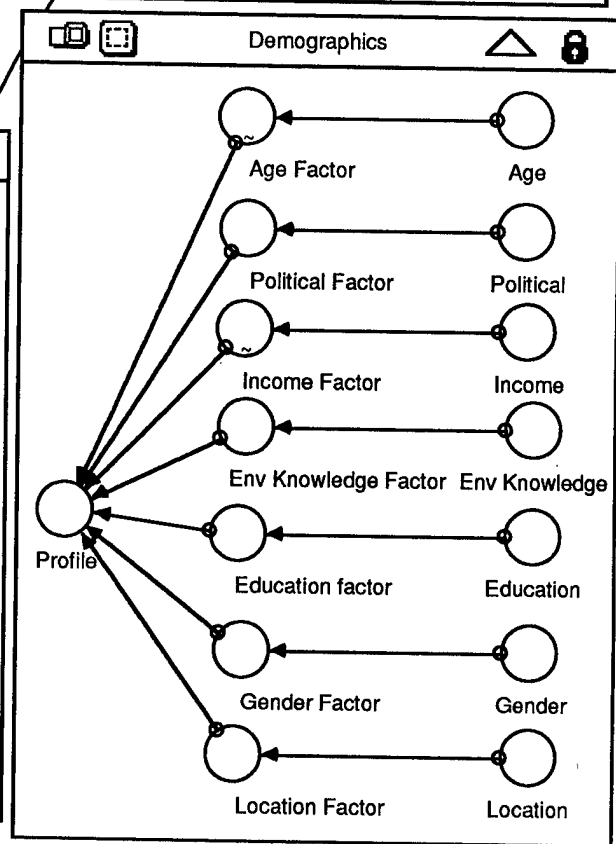 Demographics
Age Factor
Age
Political Factor
Political
Income Factor
Income
Env Knowledge Factor
Env Knowledge
Profile
Education factor
Education
Gender Factor
Gender
Location Factor
Location